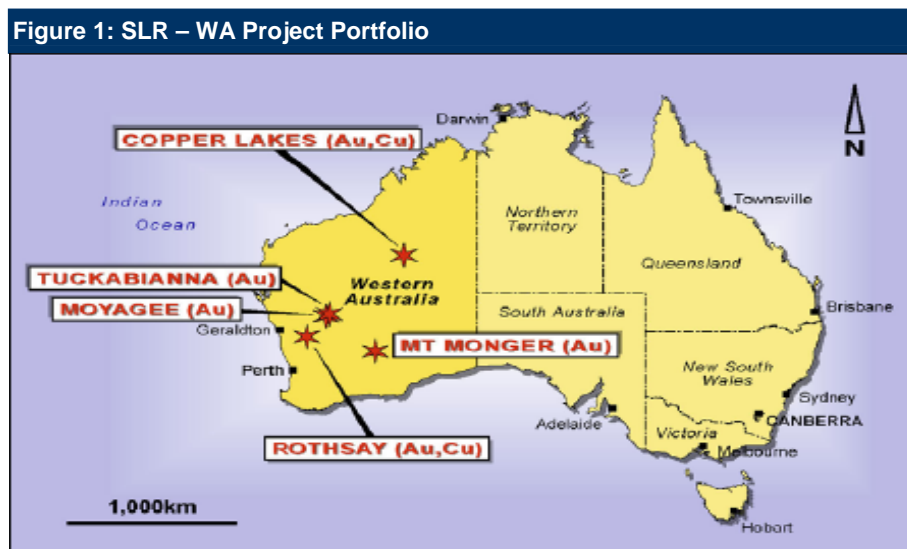 Figure 1: SLR – WA Project Portfolio
Darwin
COPPER LAKES (Au,Cu)
N
Indian
Ocean
Northern
Territory
Townsville
Queensland
TUCKABIANNA (Au)
Western
Australia
MOYAGEE (Au)
South Australia
Brisbane
Geraldton
MT MONGER (Au)
Perth
New South
Wales
Sydney
Adelaide
CANBERRA
Victoria
Melbourne
ROTHSAY (Au,Cu)
1,000km
Hobart